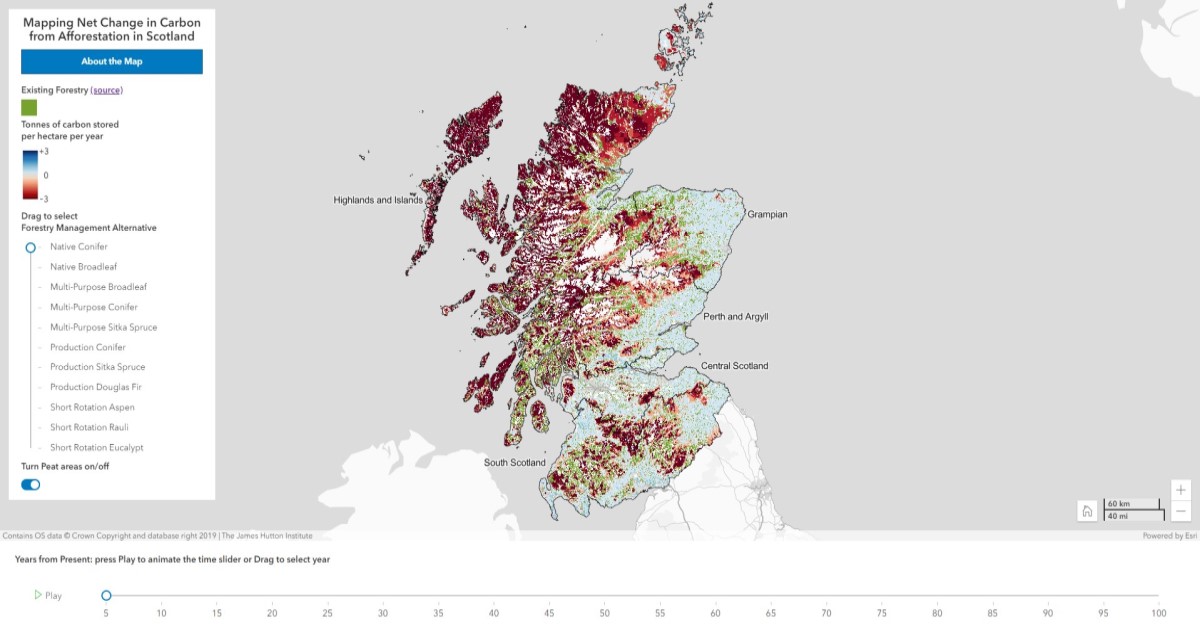 Mapping Net Change in Carbon
from Afforestation in Scotland
About the Map
Existing Forestry (source)
Tonnes of carbon stored
per hectare per year
+3
0
-3
Drag to select
Forestry Management Alternative
Native Conifer
Native Broadleaf
Multi-Purpose Broadleaf
Multi-Purpose Conifer
Multi-Purpose Sitka Spruce
Production Conifer
Production Sitka Spruce
Production Douglas Fir
Short Rotation Aspen
Short Rotation Rauli
Short Rotation Eucalypt
Turn Peat areas on/off
Highlands and Islands
Grampian
Perth and Argyll
Central Scotland
South Scotland
60 km
40 mi
+
−
Contains OS data © Crown Copyright and database right 2019 | The James Hutton Institute
Powered by Esri
Years from Present: press Play to animate the time slider or Drag to select year
Play
5 10 15 20 25 30 35 40 45 50 55 60 65 70 75 80 85 90 95 100